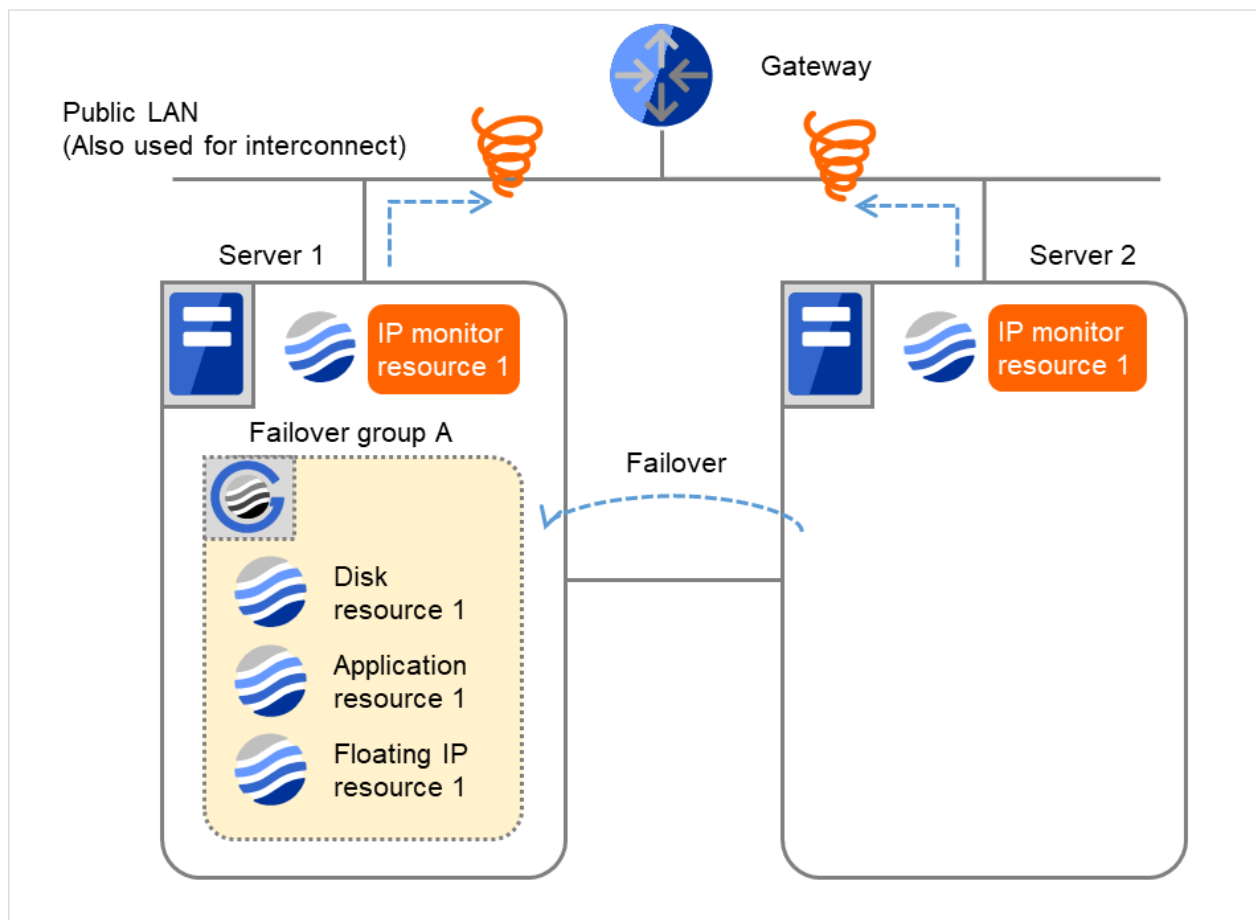 Gateway
Public LAN
(Also used for interconnect)
Server 1
Server 2
IP monitor
resource 1
IP monitor
resource 1
Failover group A
Failover
Disk
resource 1
Application
resource 1
Floating IP
resource 1